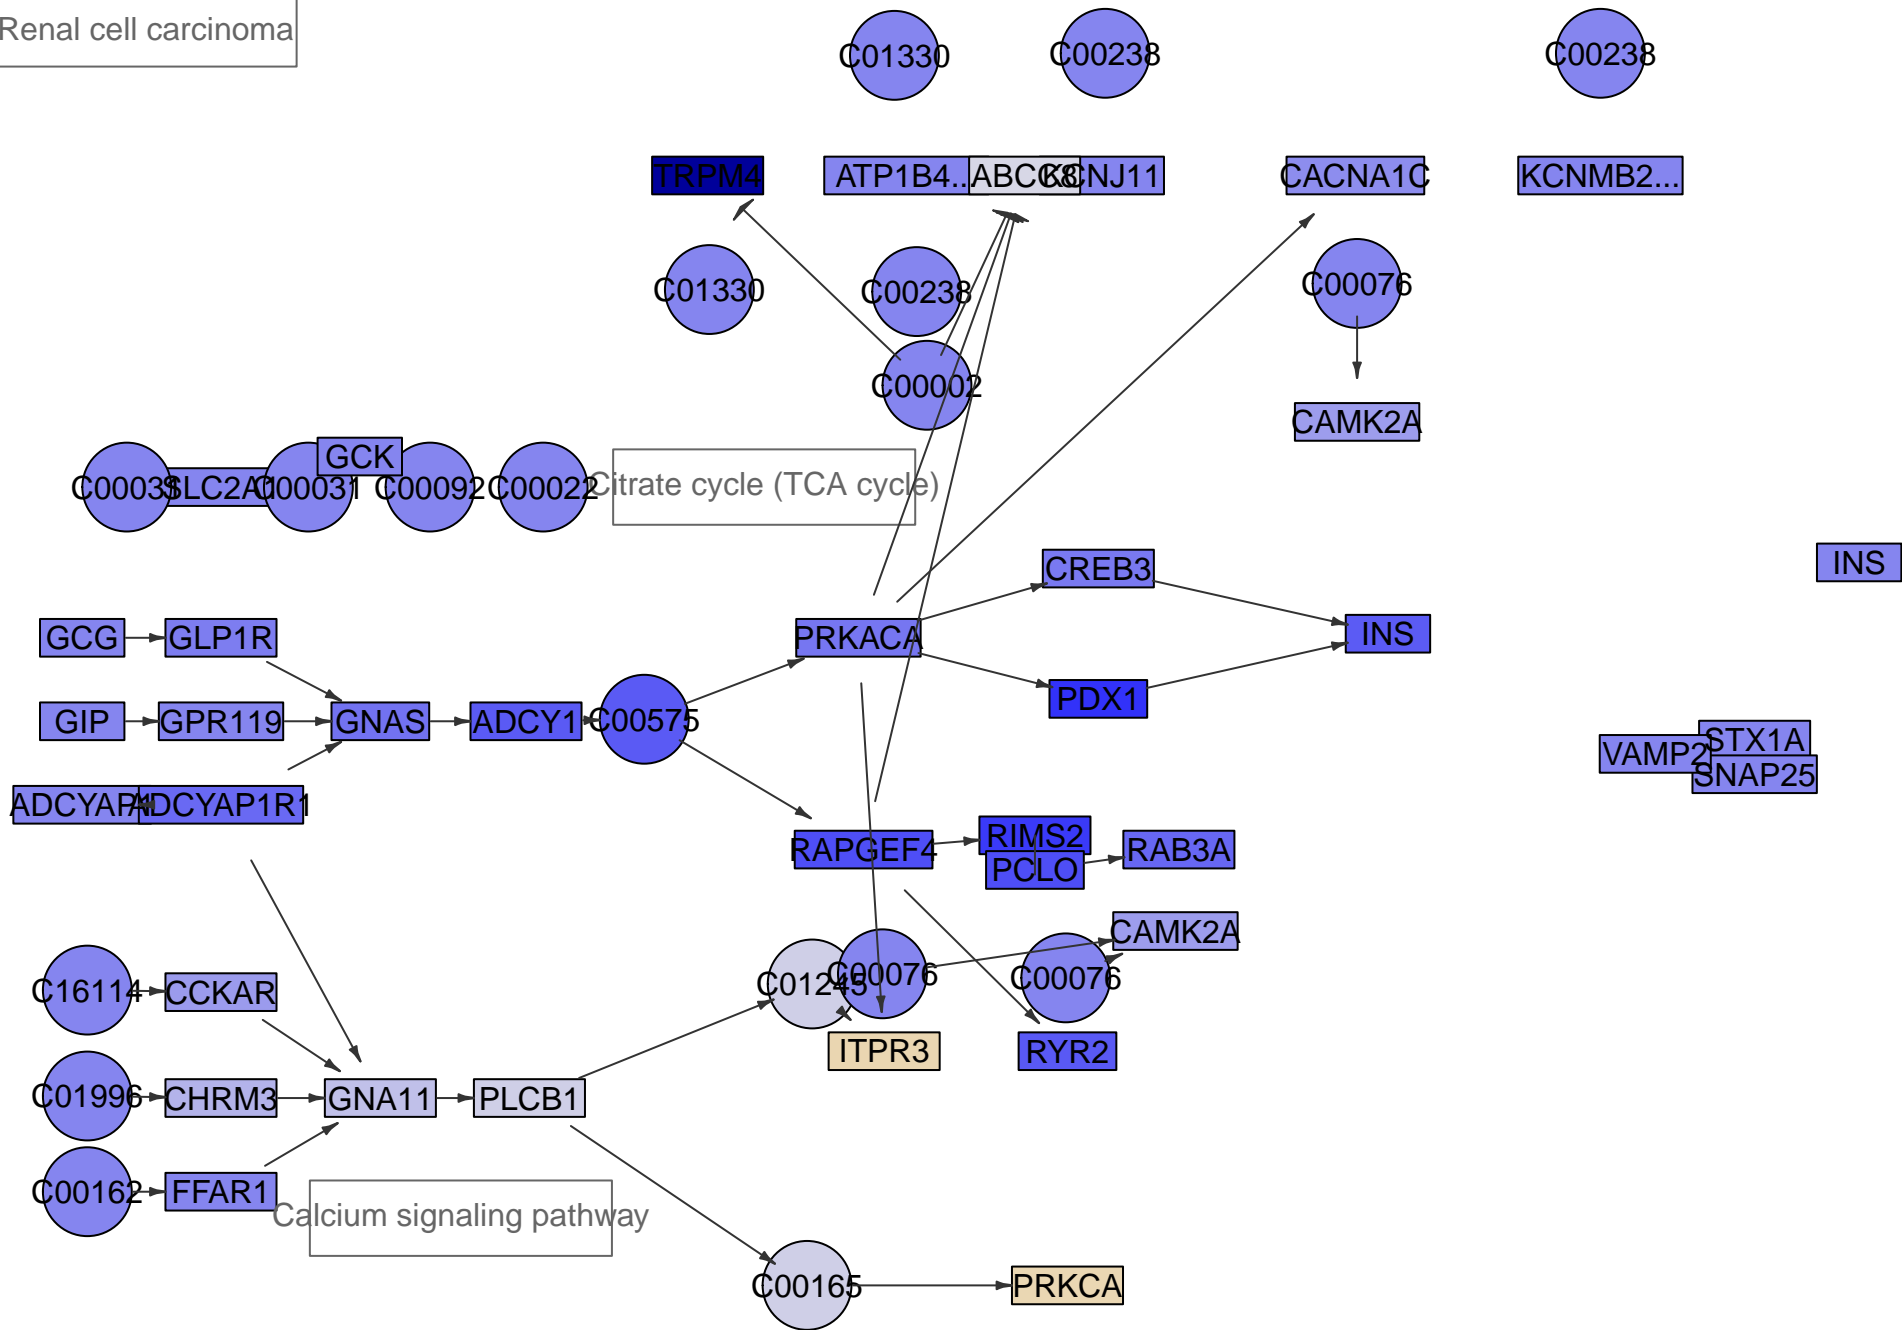 Renal cell carcinoma
C01330
C00238
C00238
TRPM4
ATP1B4...
ABCC8
KCNJ11
CACNA1C
KCNMB2...
C01330
C00238
C00076
C00002
CAMK2A
C00031
SLC2A1
C00031
GCK
C00092
C00022
Citrate cycle (TCA cycle)
CREB3
INS
GCG
GLP1R
PRKACA
INS
GIP
GPR119
GNAS
ADCY1
C00575
PDX1
VAMP2
STX1A
SNAP25
ADCYAP1
ADCYAP1R1
RAPGEF4
RIMS2
PCLO
RAB3A
CAMK2A
C16114
CCKAR
C01245
C00076
C00076
ITPR3
RYR2
C01996
CHRM3
GNA11
PLCB1
C00162
FFAR1
Calcium signaling pathway
C00165
PRKCA